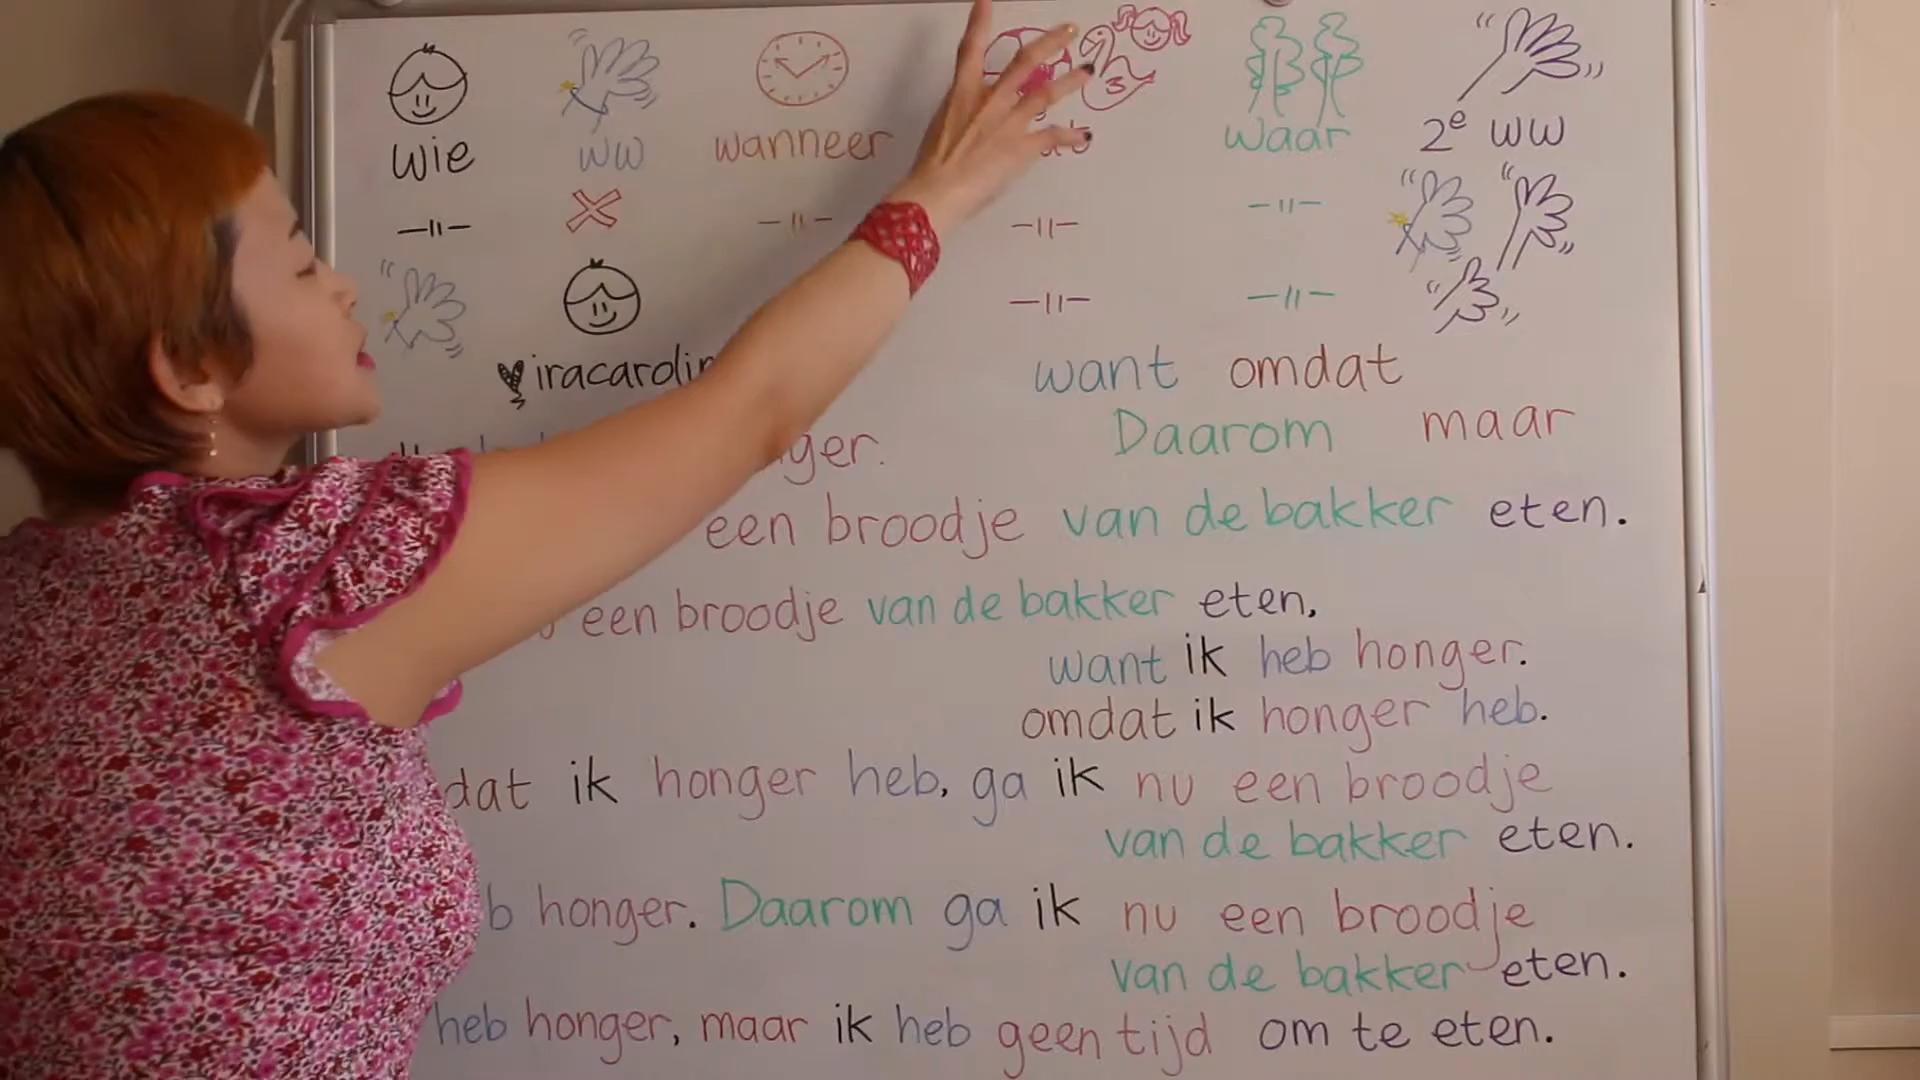 wie ww wanneer waar 2e ww
want omdat
Daarom maar
een broodje van de bakker eten.
een broodje van de bakker eten,
want ik heb honger.
omdat ik honger heb.
dat ik honger heb, ga ik nu een broodje
van de bakker eten.
honger. Daarom ga ik nu een broodje
van de bakker eten.
heb honger, maar ik heb geen tijd om te eten.